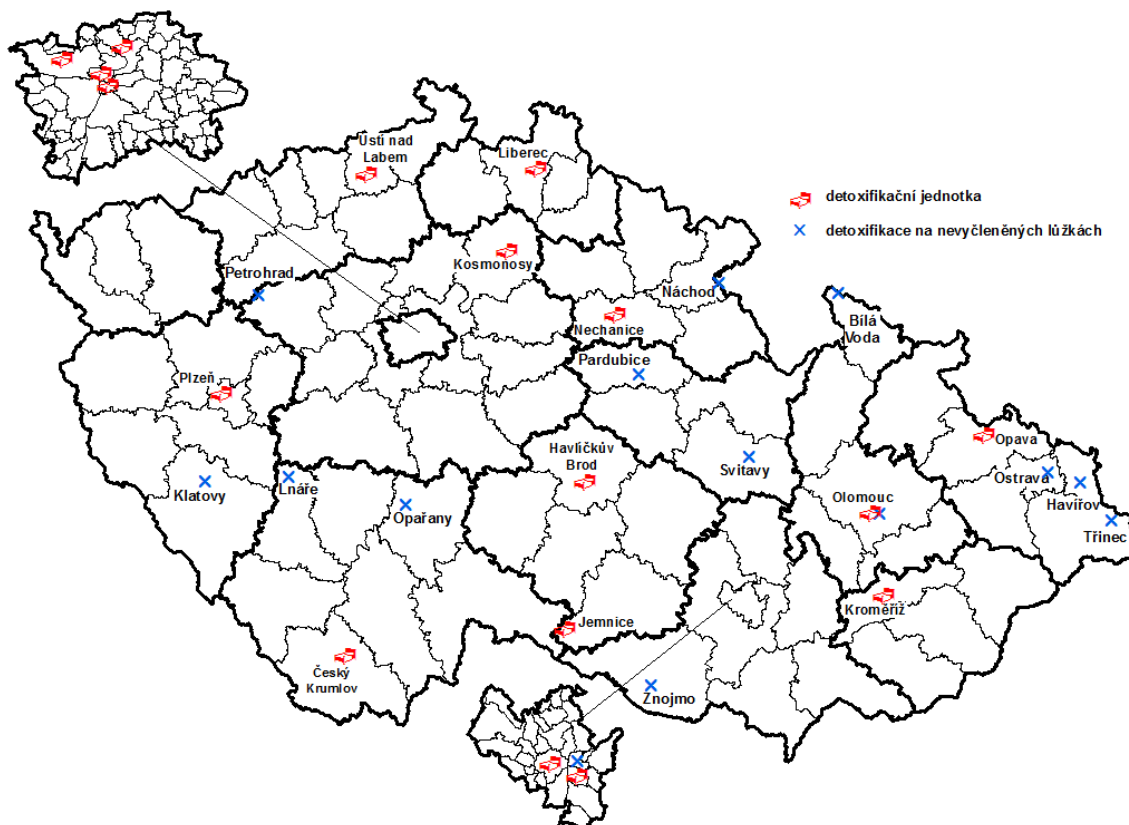 Ústí nad
Labem
Liberec
detoxifikační jednotka
detoxifikace na nevyčleněných lůžkách
Kosmonosy
Petrohrad
Náchod
Nechanice
Bílá
Voda
Pardubice
Plzeň
Havlíčkův
Brod
Opava
Svitavy
Ostrava
Klatovy
Lnáře
Olomouc
Havířov
Opařany
Třinec
Kroměříž
Jemnice
Český
Krumlov
Znojmo